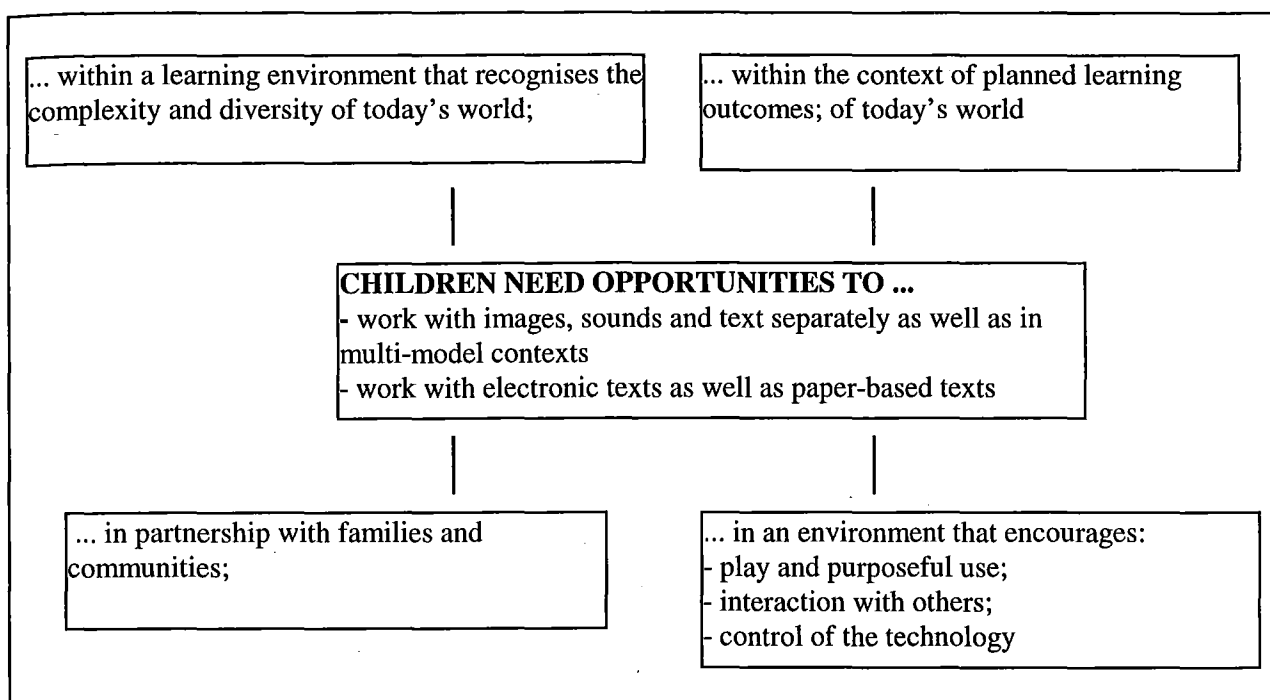 ... within a learning environment that recognises the
complexity and diversity of today's world;
... within the context of planned learning
outcomes; of today's world
CHILDREN NEED OPPORTUNITIES TO ...
- work with images, sounds and text separately as well as in
multi-model contexts
- work with electronic texts as well as paper-based texts
... in partnership with families and
communities;
... in an environment that encourages:
- play and purposeful use;
- interaction with others;
- control of the technology